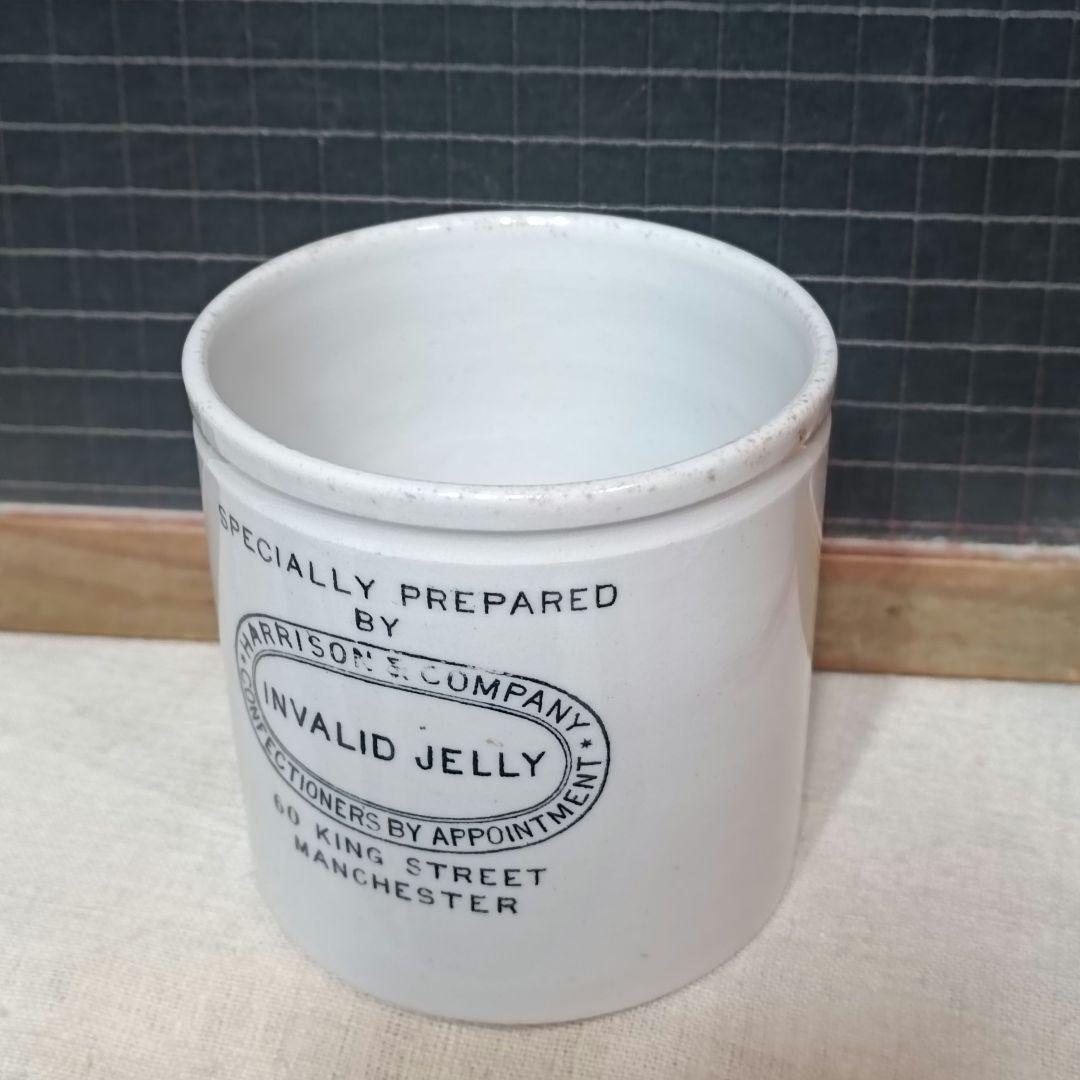 SPECIALLY PREPARED
BY
HARRISON & COMPANY
INVALID JELLY
* CONFECTIONERS BY APPOINTMENT *
60 KING STREET
MANCHESTER